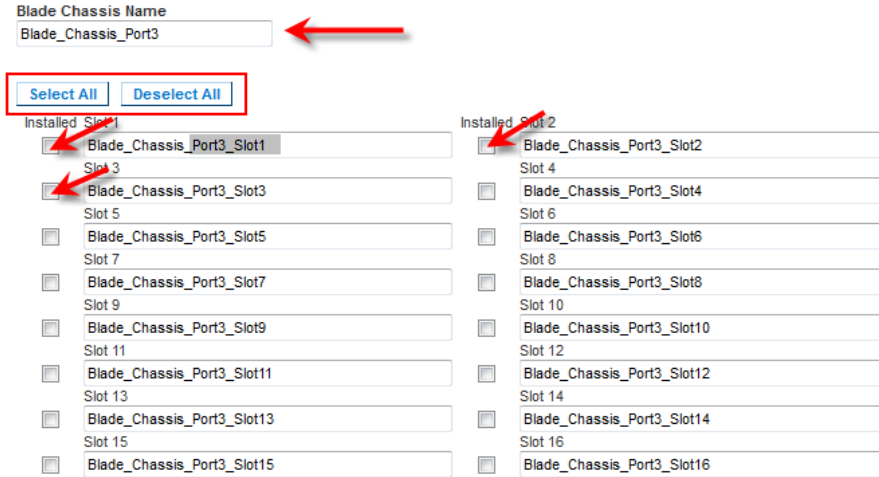 Blade Chassis Name
Blade_Chassis_Port3
Select All Deselect All
Installed Slot 1 Installed Slot 2
Blade_Chassis_Port3_Slot1 Blade_Chassis_Port3_Slot2
Slot 3 Slot 4
Blade_Chassis_Port3_Slot3 Blade_Chassis_Port3_Slot4
Slot 5 Slot 6
Blade_Chassis_Port3_Slot5 Blade_Chassis_Port3_Slot6
Slot 7 Slot 8
Blade_Chassis_Port3_Slot7 Blade_Chassis_Port3_Slot8
Slot 9 Slot 10
Blade_Chassis_Port3_Slot9 Blade_Chassis_Port3_Slot10
Slot 11 Slot 12
Blade_Chassis_Port3_Slot11 Blade_Chassis_Port3_Slot12
Slot 13 Slot 14
Blade_Chassis_Port3_Slot13 Blade_Chassis_Port3_Slot14
Slot 15 Slot 16
Blade_Chassis_Port3_Slot15 Blade_Chassis_Port3_Slot16